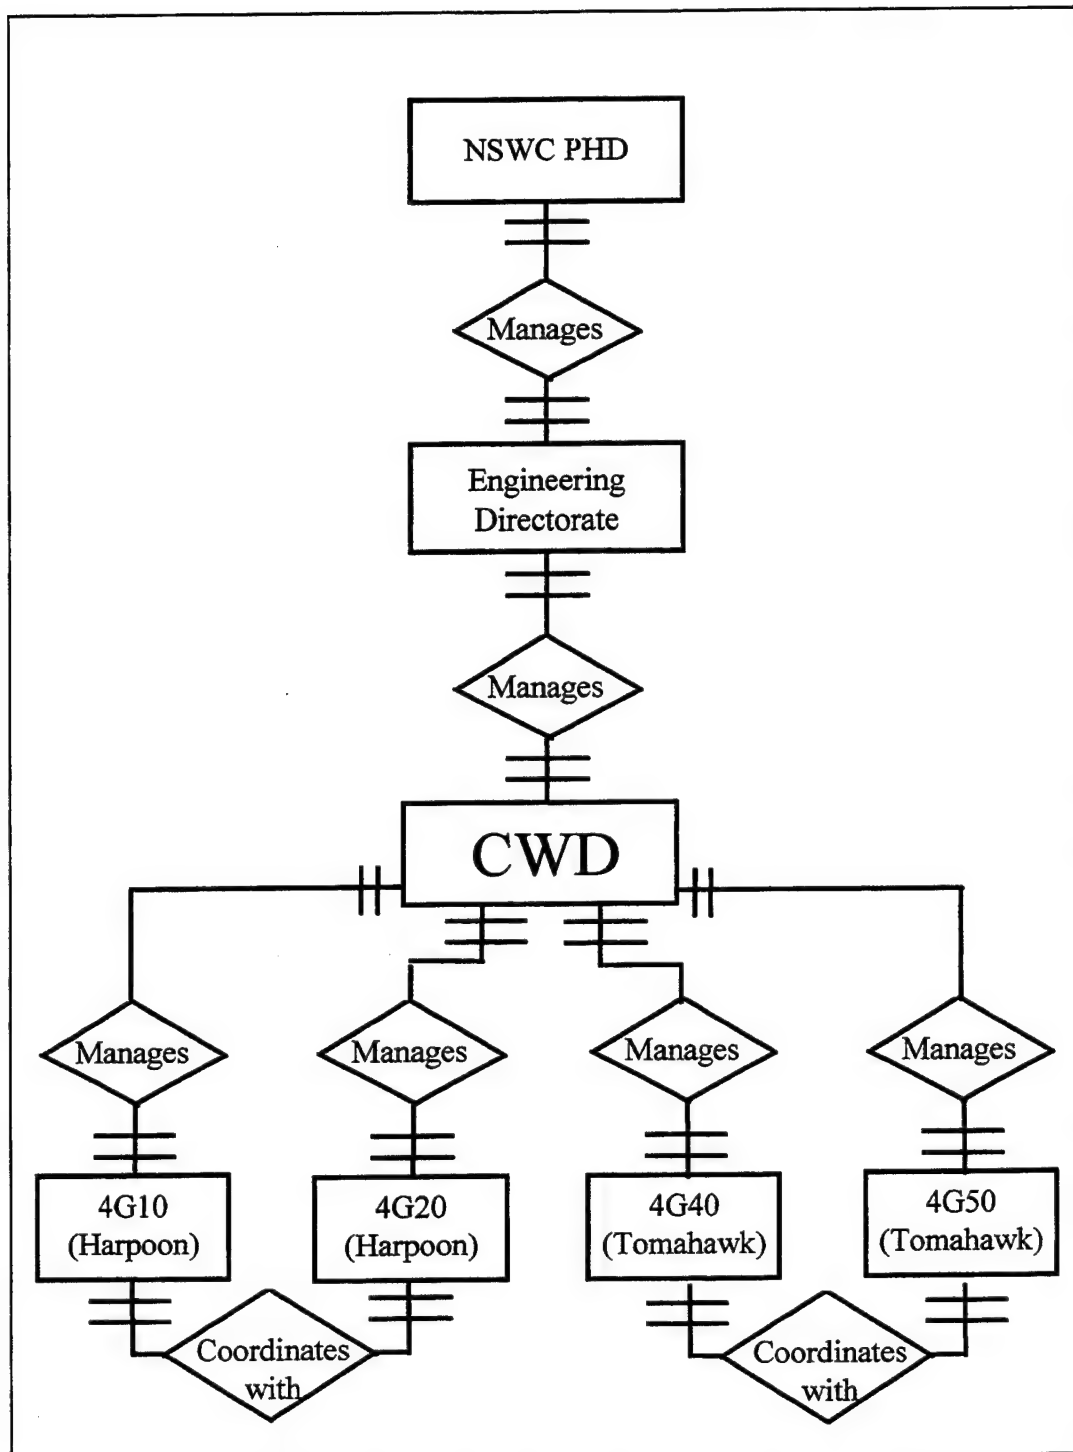 NSWC PHD
Manages
Engineering
Directorate
Manages
CWD
Manages
Manages
Manages
Manages
4G10
(Harpoon)
4G20
(Harpoon)
4G40
(Tomahawk)
4G50
(Tomahawk)
Coordinates
with
Coordinates
with